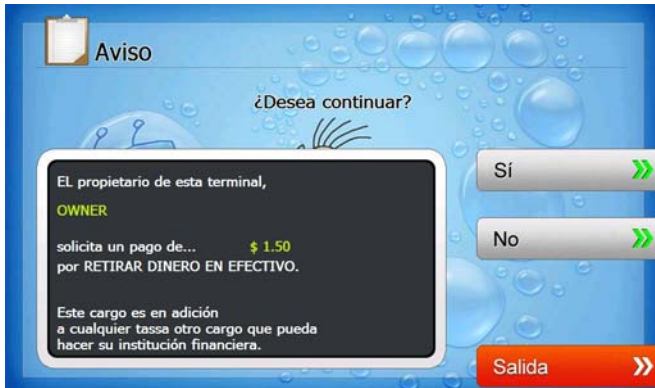 Aviso
¿Desea continuar?
EL propietario de esta terminal,
OWNER
solicita un pago de... $ 1.50
por RETIRAR DINERO EN EFECTIVO.
Este cargo es en adición
a cualquier tassa otro cargo que pueda
hacer su institución financiera.
Sí
No
Salida